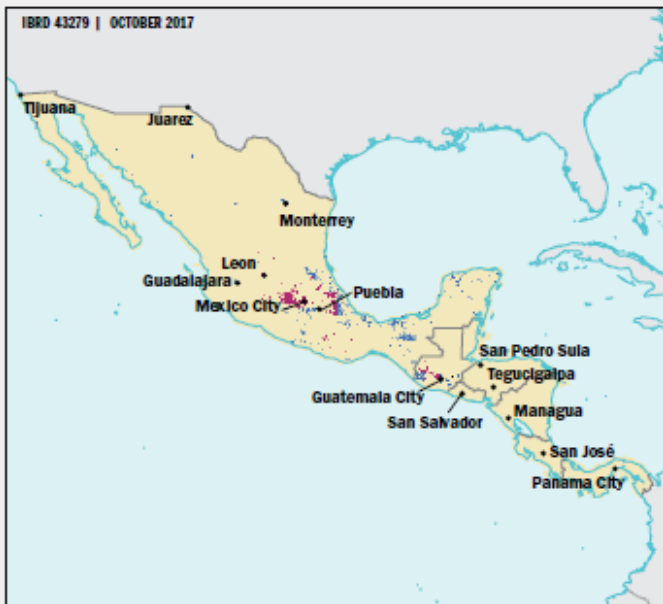 IBRD 43279 | OCTOBER 2017
Tijuana
Juarez
Monterrey
Leon
Guadalajara
Mexico City
Puebla
San Pedro Sula
Tegucigalpa
Guatemala City
San Salvador
Managua
San José
Panama City